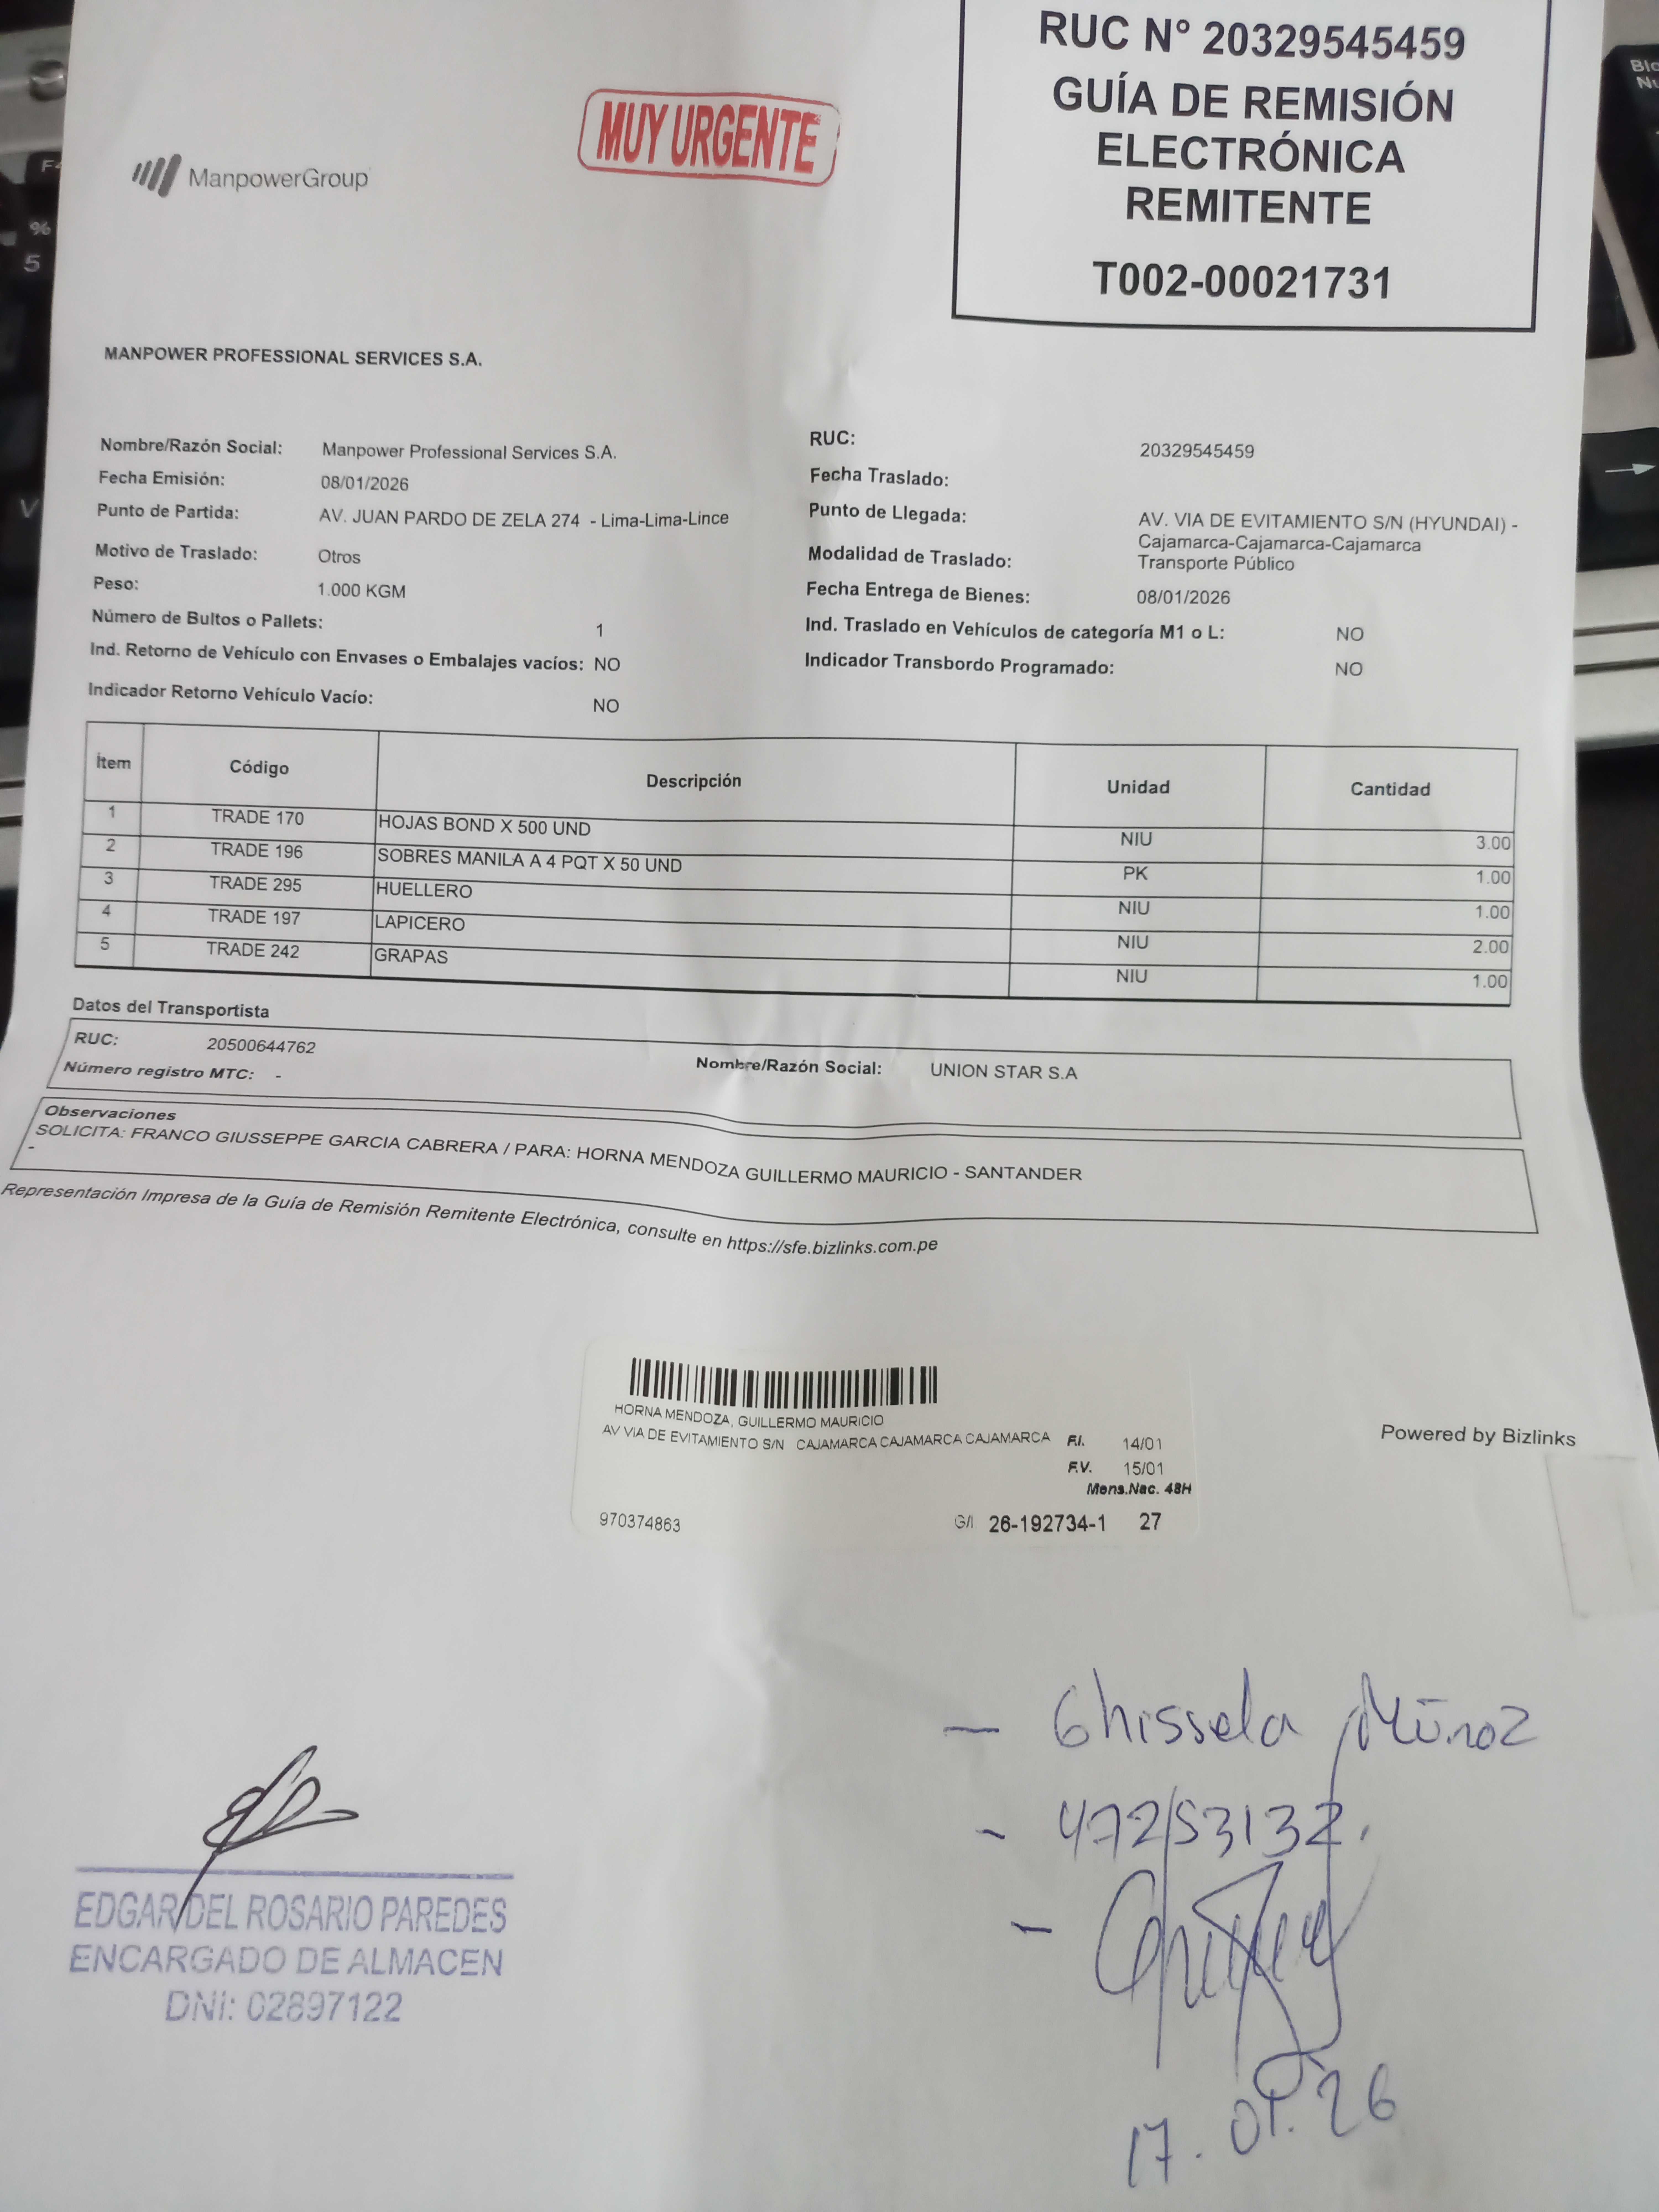 RUC N° 20329545459
GUÍA DE REMISIÓN
ELECTRÓNICA
REMITENTE
T002-00021731
MUY URGENTE
ManpowerGroup
MANPOWER PROFESSIONAL SERVICES S.A.
Nombre/Razón Social: Manpower Professional Services S.A.
RUC: 20329545459
Fecha Emisión: 08/01/2026
Fecha Traslado:
Punto de Partida: AV. JUAN PARDO DE ZELA 274 - Lima-Lima-Lince
Punto de Llegada: AV. VIA DE EVITAMIENTO S/N (HYUNDAI) -
Cajamarca-Cajamarca-Cajamarca
Motivo de Traslado: Otros
Modalidad de Traslado: Transporte Público
Peso: 1.000 KGM
Fecha Entrega de Bienes: 08/01/2026
Número de Bultos o Pallets: 1
Ind. Traslado en Vehículos de categoría M1 o L: NO
Ind. Retorno de Vehículo con Envases o Embalajes vacíos: NO
Indicador Transbordo Programado: NO
Indicador Retorno Vehículo Vacío: NO
Ítem Código Descripción Unidad Cantidad
1 TRADE 170 HOJAS BOND X 500 UND NIU 3.00
2 TRADE 196 SOBRES MANILA A 4 PQT X 50 UND PK 1.00
3 TRADE 295 HUELLERO NIU 1.00
4 TRADE 197 LAPICERO NIU 2.00
5 TRADE 242 GRAPAS NIU 1.00
Datos del Transportista
RUC: 20500644762 Nombre/Razón Social: UNION STAR S.A
Número registro MTC: -
Observaciones
SOLICITA: FRANCO GIUSSEPPE GARCIA CABRERA / PARA: HORNA MENDOZA GUILLERMO MAURICIO - SANTANDER
-
Representación Impresa de la Guía de Remisión Remitente Electrónica, consulte en https://sfe.bizlinks.com.pe
HORNA MENDOZA, GUILLERMO MAURICIO
AV VIA DE EVITAMIENTO S/N CAJAMARCA CAJAMARCA CAJAMARCA F.I. 14/01
F.V. 15/01
Mens.Nac. 48H
970374863 G/I 26-192734-1 27
Powered by Bizlinks
- Ghissela Muñoz
- 47253132.
-
17.01.26
EDGAR DEL ROSARIO PAREDES
ENCARGADO DE ALMACEN
DNI: 02897122